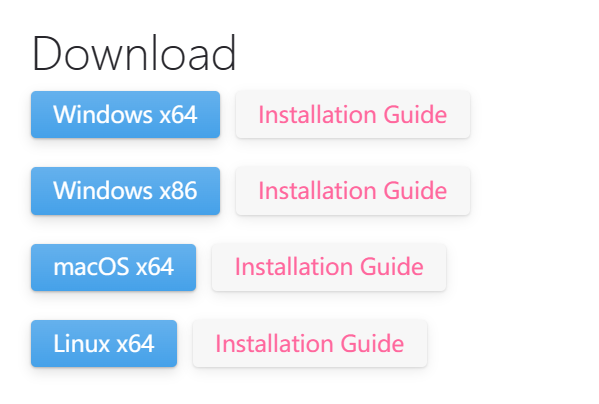 Download
Windows x64 Installation Guide
Windows x86 Installation Guide
macOS x64 Installation Guide
Linux x64 Installation Guide